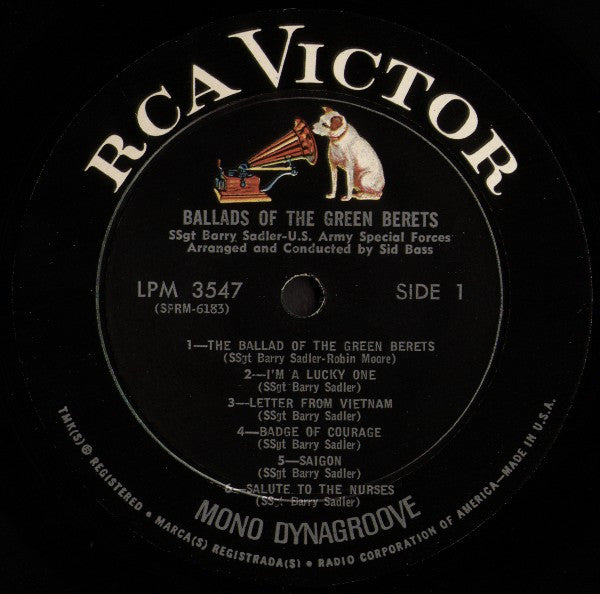 RCA VICTOR
BALLADS OF THE GREEN BERETS
SSgt Barry Sadler-U.S. Army Special Forces
Arranged and Conducted by Sid Bass
LPM 3547
(SPRM-6183)
SIDE 1
1—THE BALLAD OF THE GREEN BERETS
(SSgt Barry Sadler-Robin Moore)
2—I'M A LUCKY ONE
(SSgt Barry Sadler)
3—LETTER FROM VIETNAM
(SSgt Barry Sadler)
4—BADGE OF COURAGE
(SSgt Barry Sadler)
5—SAIGON
(SSgt Barry Sadler)
6—SALUTE TO THE NURSES
(SSgt Barry Sadler)
MONO DYNAGROOVE
TMK(S) ® REGISTERED • MARCA(S) REGISTRADA(S) • RADIO CORPORATION OF AMERICA—MADE IN U.S.A.